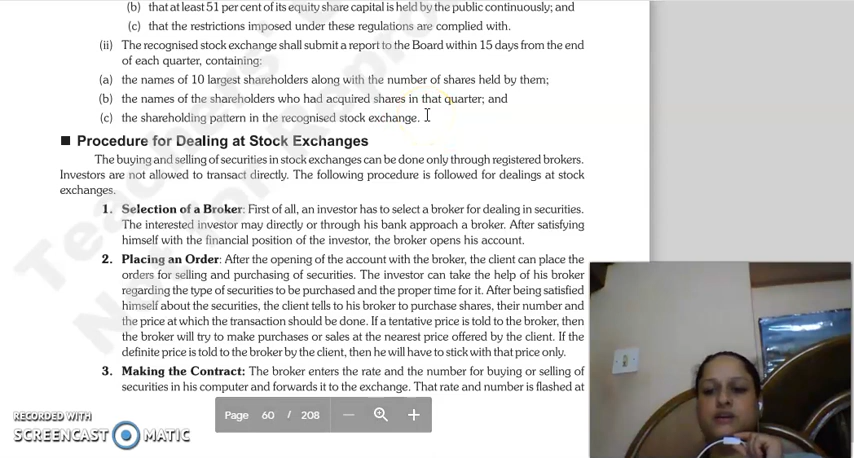 (b) that at least 51 per cent of its equity share capital is held by the public continuously; and
(c) that the restrictions imposed under these regulations are complied with.
(ii) The recognised stock exchange shall submit a report to the Board within 15 days from the end
of each quarter, containing:
(a) the names of 10 largest shareholders along with the number of shares held by them;
(b) the names of the shareholders who had acquired shares in that quarter; and
(c) the shareholding pattern in the recognised stock exchange.
■ Procedure for Dealing at Stock Exchanges
The buying and selling of securities in stock exchanges can be done only through registered brokers.
Investors are not allowed to transact directly. The following procedure is followed for dealings at stock
exchanges.
1. Selection of a Broker: First of all, an investor has to select a broker for dealing in securities.
The interested investor may directly or through his bank approach a broker. After satisfying
himself with the financial position of the investor, the broker opens his account.
2. Placing an Order: After the opening of the account with the broker, the client can place the
orders for selling and purchasing of securities. The investor can take the help of his broker
regarding the type of securities to be purchased and the proper time for it. After being satisfied
himself about the securities, the client tells to his broker to purchase shares, their number and
the price at which the transaction should be done. If a tentative price is told to the broker, then
the broker will try to make purchases or sales at the nearest price offered by the client. If the
definite price is told to the broker by the client, then he will have to stick with that price only.
3. Making the Contract: The broker enters the rate and the number for buying or selling of
securities in his computer and forwards it to the exchange. That rate and number is flashed at
Page 60 / 208
RECORDED WITH
SCREENCAST MATIC